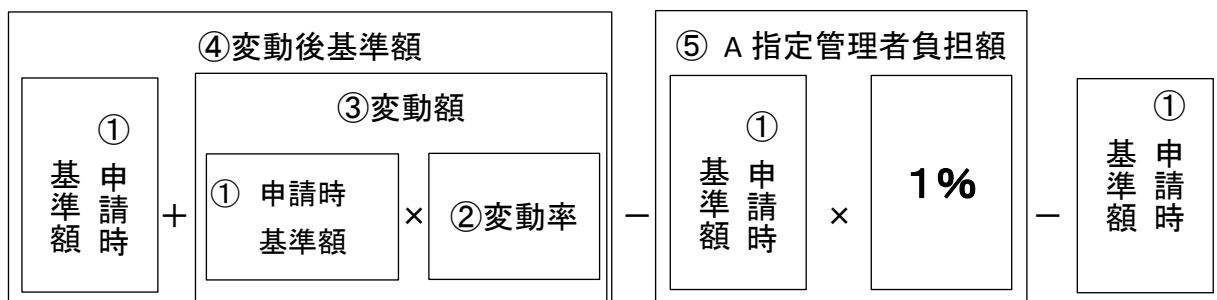 ④変動後基準額
① 申請時
基準額
＋
③変動額
① 申請時
基準額
×
②変動率
－
⑤ A 指定管理者負担額
① 申請時
基準額
×
1%
－
① 申請時
基準額